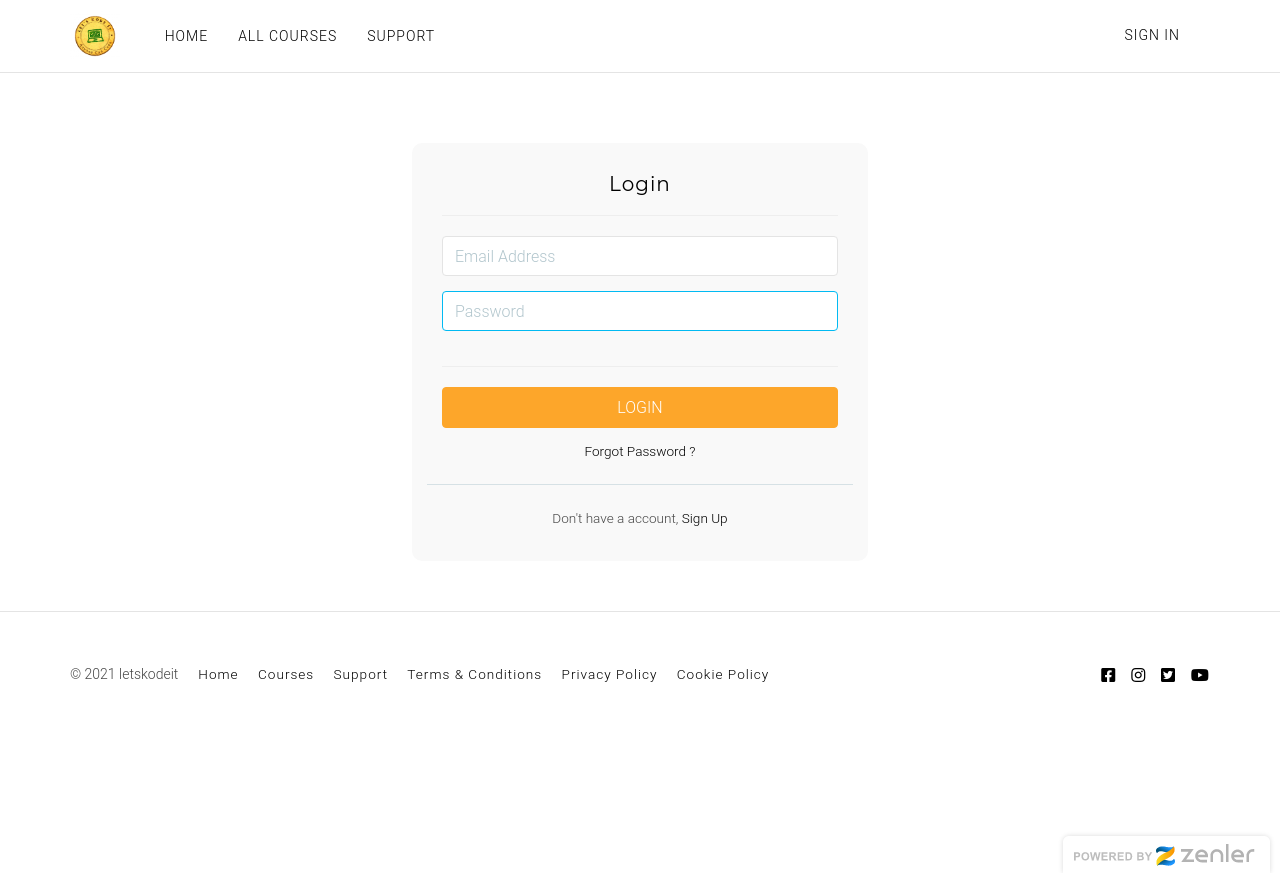 HOME ALL COURSES SUPPORT SIGN IN
Login
Email Address
Password
LOGIN
Forgot Password ?
Don't have a account, Sign Up
© 2021 letskodeit Home Courses Support Terms & Conditions Privacy Policy Cookie Policy
POWERED BY zenler